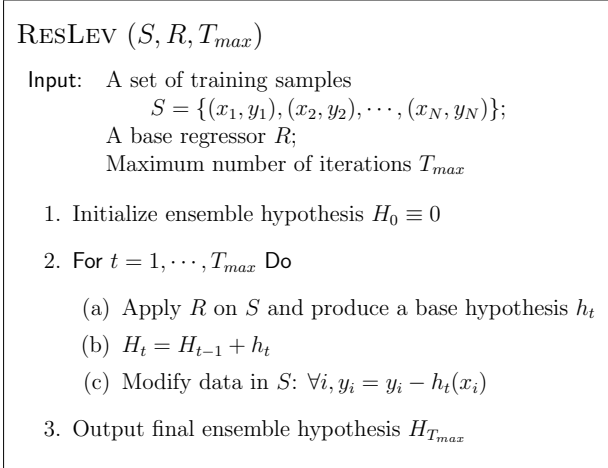 RESLEV (S, R, T_max)
Input: A set of training samples
S = {(x_1, y_1), (x_2, y_2), ⋯, (x_N, y_N)};
A base regressor R;
Maximum number of iterations T_max
1. Initialize ensemble hypothesis H_0 ≡ 0
2. For t = 1, ⋯, T_max Do
(a) Apply R on S and produce a base hypothesis h_t
(b) H_t = H_{t−1} + h_t
(c) Modify data in S: ∀i, y_i = y_i − h_t(x_i)
3. Output final ensemble hypothesis H_{T_max}